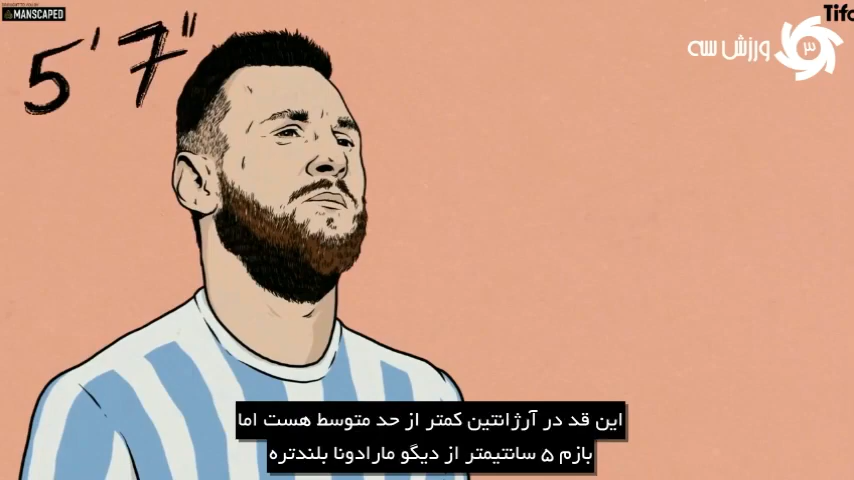 MANSCAPED
Tifo
5'7"
ورزش سه
۳
این قد در آرژانتین کمتر از حد متوسط هست اما
بازم ۵ سانتیمتر از دیگو مارادونا بلندتره